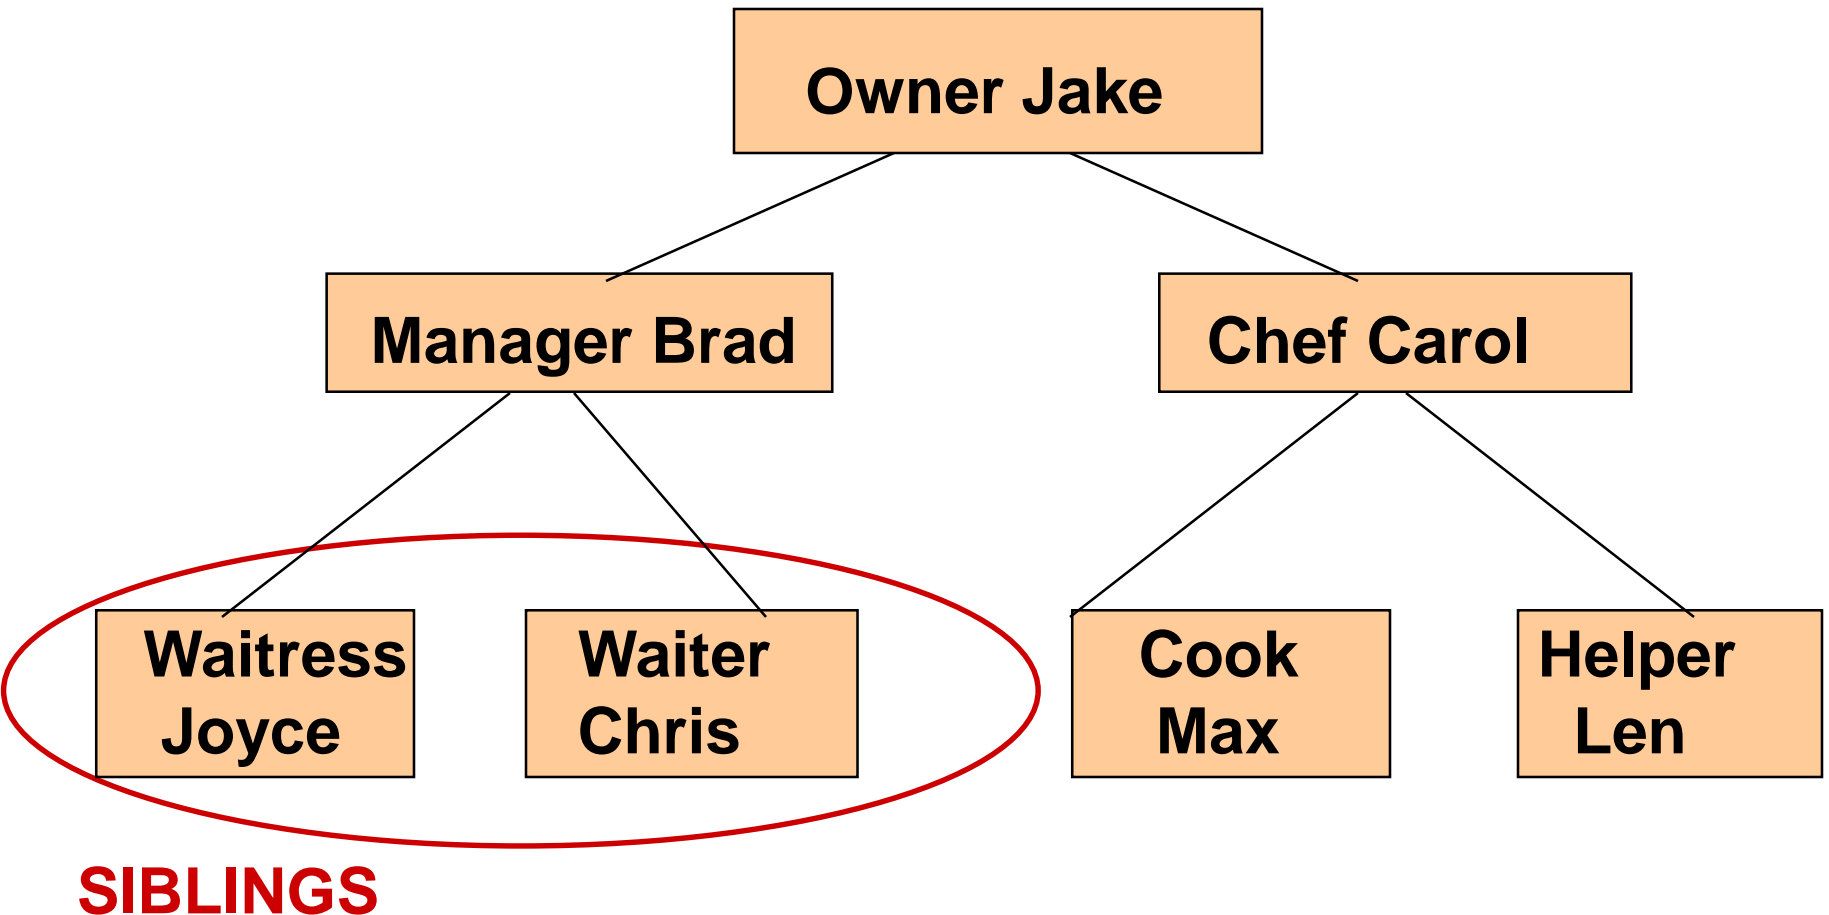 Owner Jake
Manager Brad
Chef Carol
Waitress
Joyce
Waiter
Chris
Cook
Max
Helper
Len
SIBLINGS